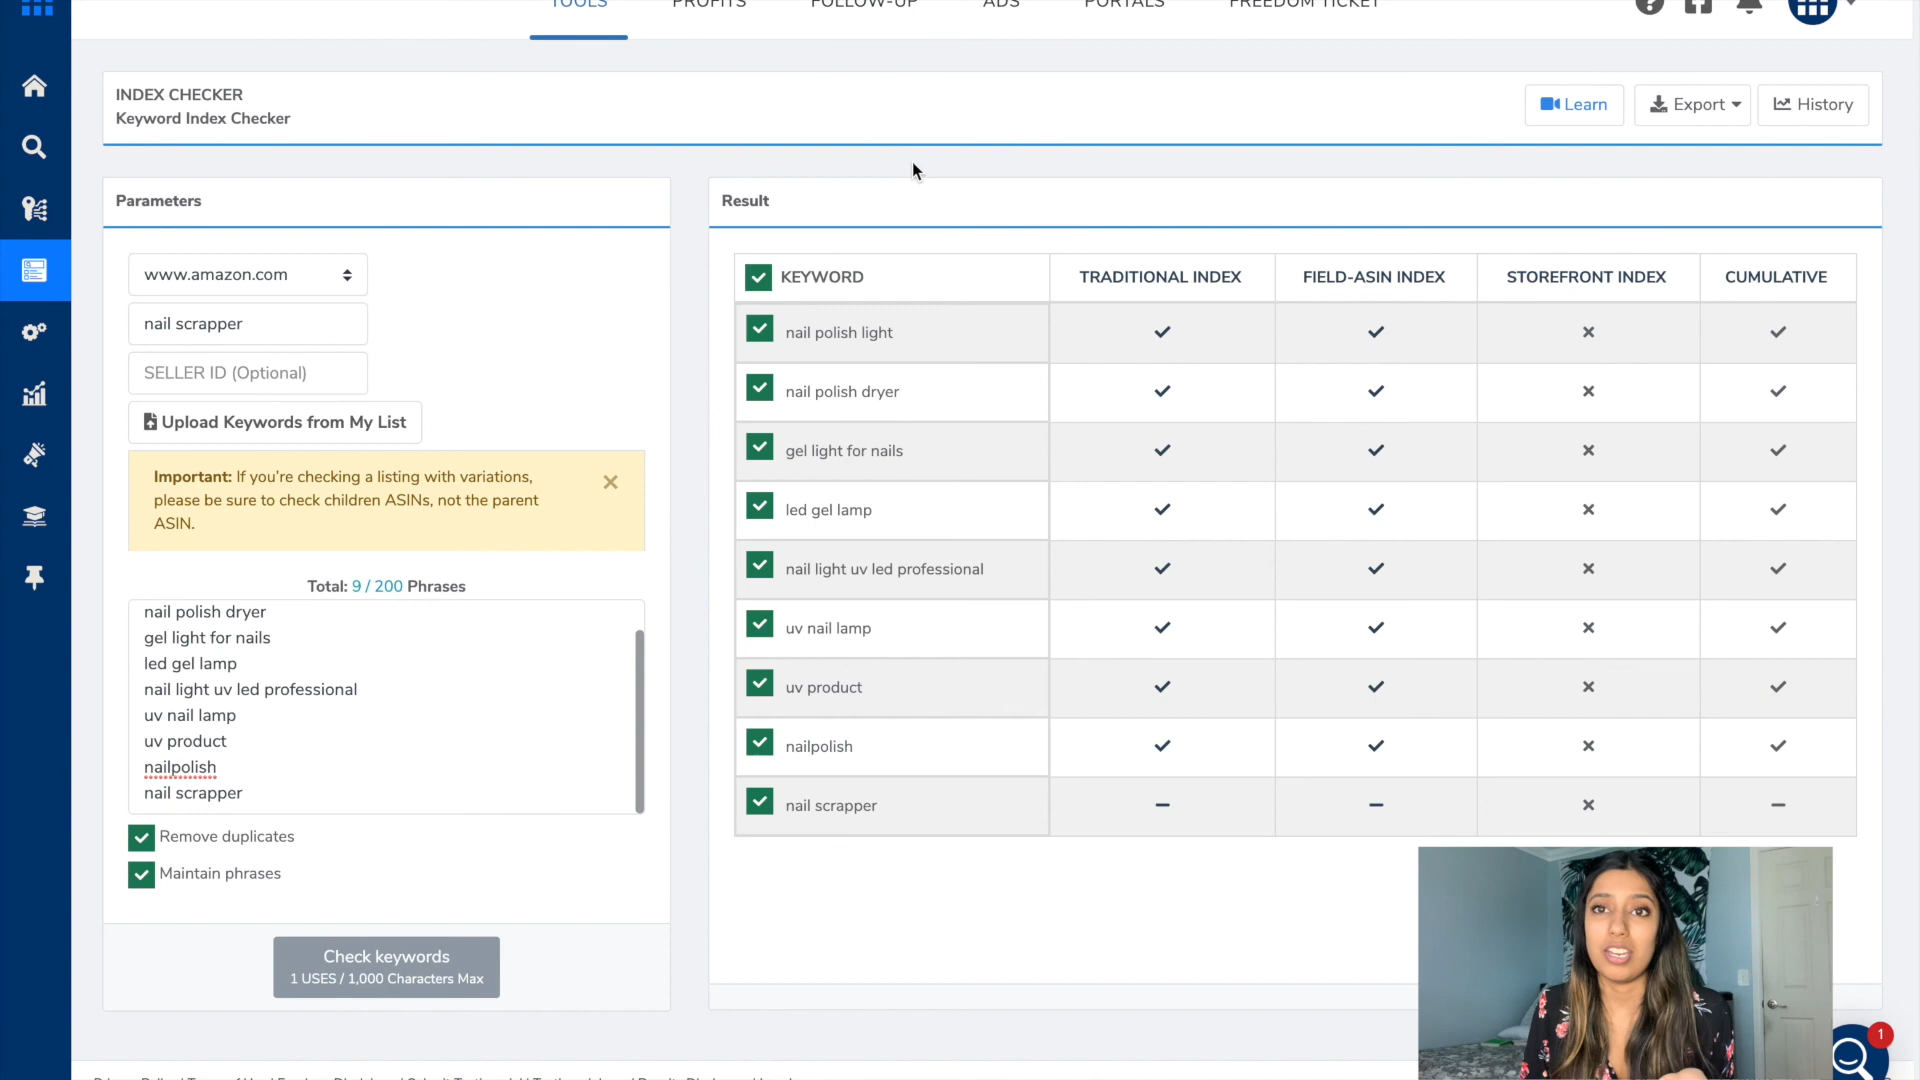 TOOLS PROFITS FOLLOW-UP ADS PORTALS FREEDOM TICKET
INDEX CHECKER
Keyword Index Checker
Learn Export History
Parameters
www.amazon.com
nail scrapper
SELLER ID (Optional)
Upload Keywords from My List
Important: If you're checking a listing with variations,
please be sure to check children ASINs, not the parent
ASIN.
Total: 9 / 200 Phrases
nail polish dryer
gel light for nails
led gel lamp
nail light uv led professional
uv nail lamp
uv product
nailpolish
nail scrapper
Remove duplicates
Maintain phrases
Check keywords
1 USES / 1,000 Characters Max
Result
KEYWORD TRADITIONAL INDEX FIELD-ASIN INDEX STOREFRONT INDEX CUMULATIVE
nail polish light
nail polish dryer
gel light for nails
led gel lamp
nail light uv led professional
uv nail lamp
uv product
nailpolish
nail scrapper
1